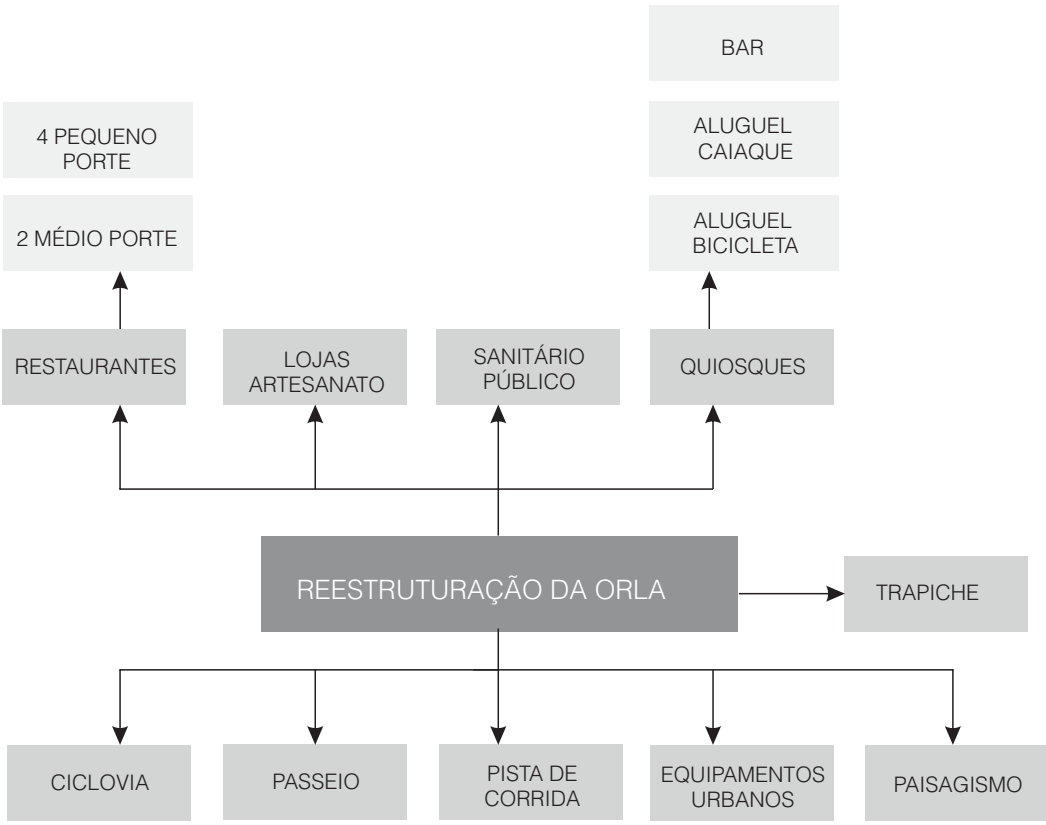 BAR
4 PEQUENO
PORTE
ALUGUEL
CAIAQUE
2 MÉDIO PORTE
ALUGUEL
BICICLETA
RESTAURANTES
LOJAS
ARTESANATO
SANITÁRIO
PÚBLICO
QUIOSQUES
REESTRUTURAÇÃO DA ORLA
TRAPICHE
CICLOVIA
PASSEIO
PISTA DE
CORRIDA
EQUIPAMENTOS
URBANOS
PAISAGISMO